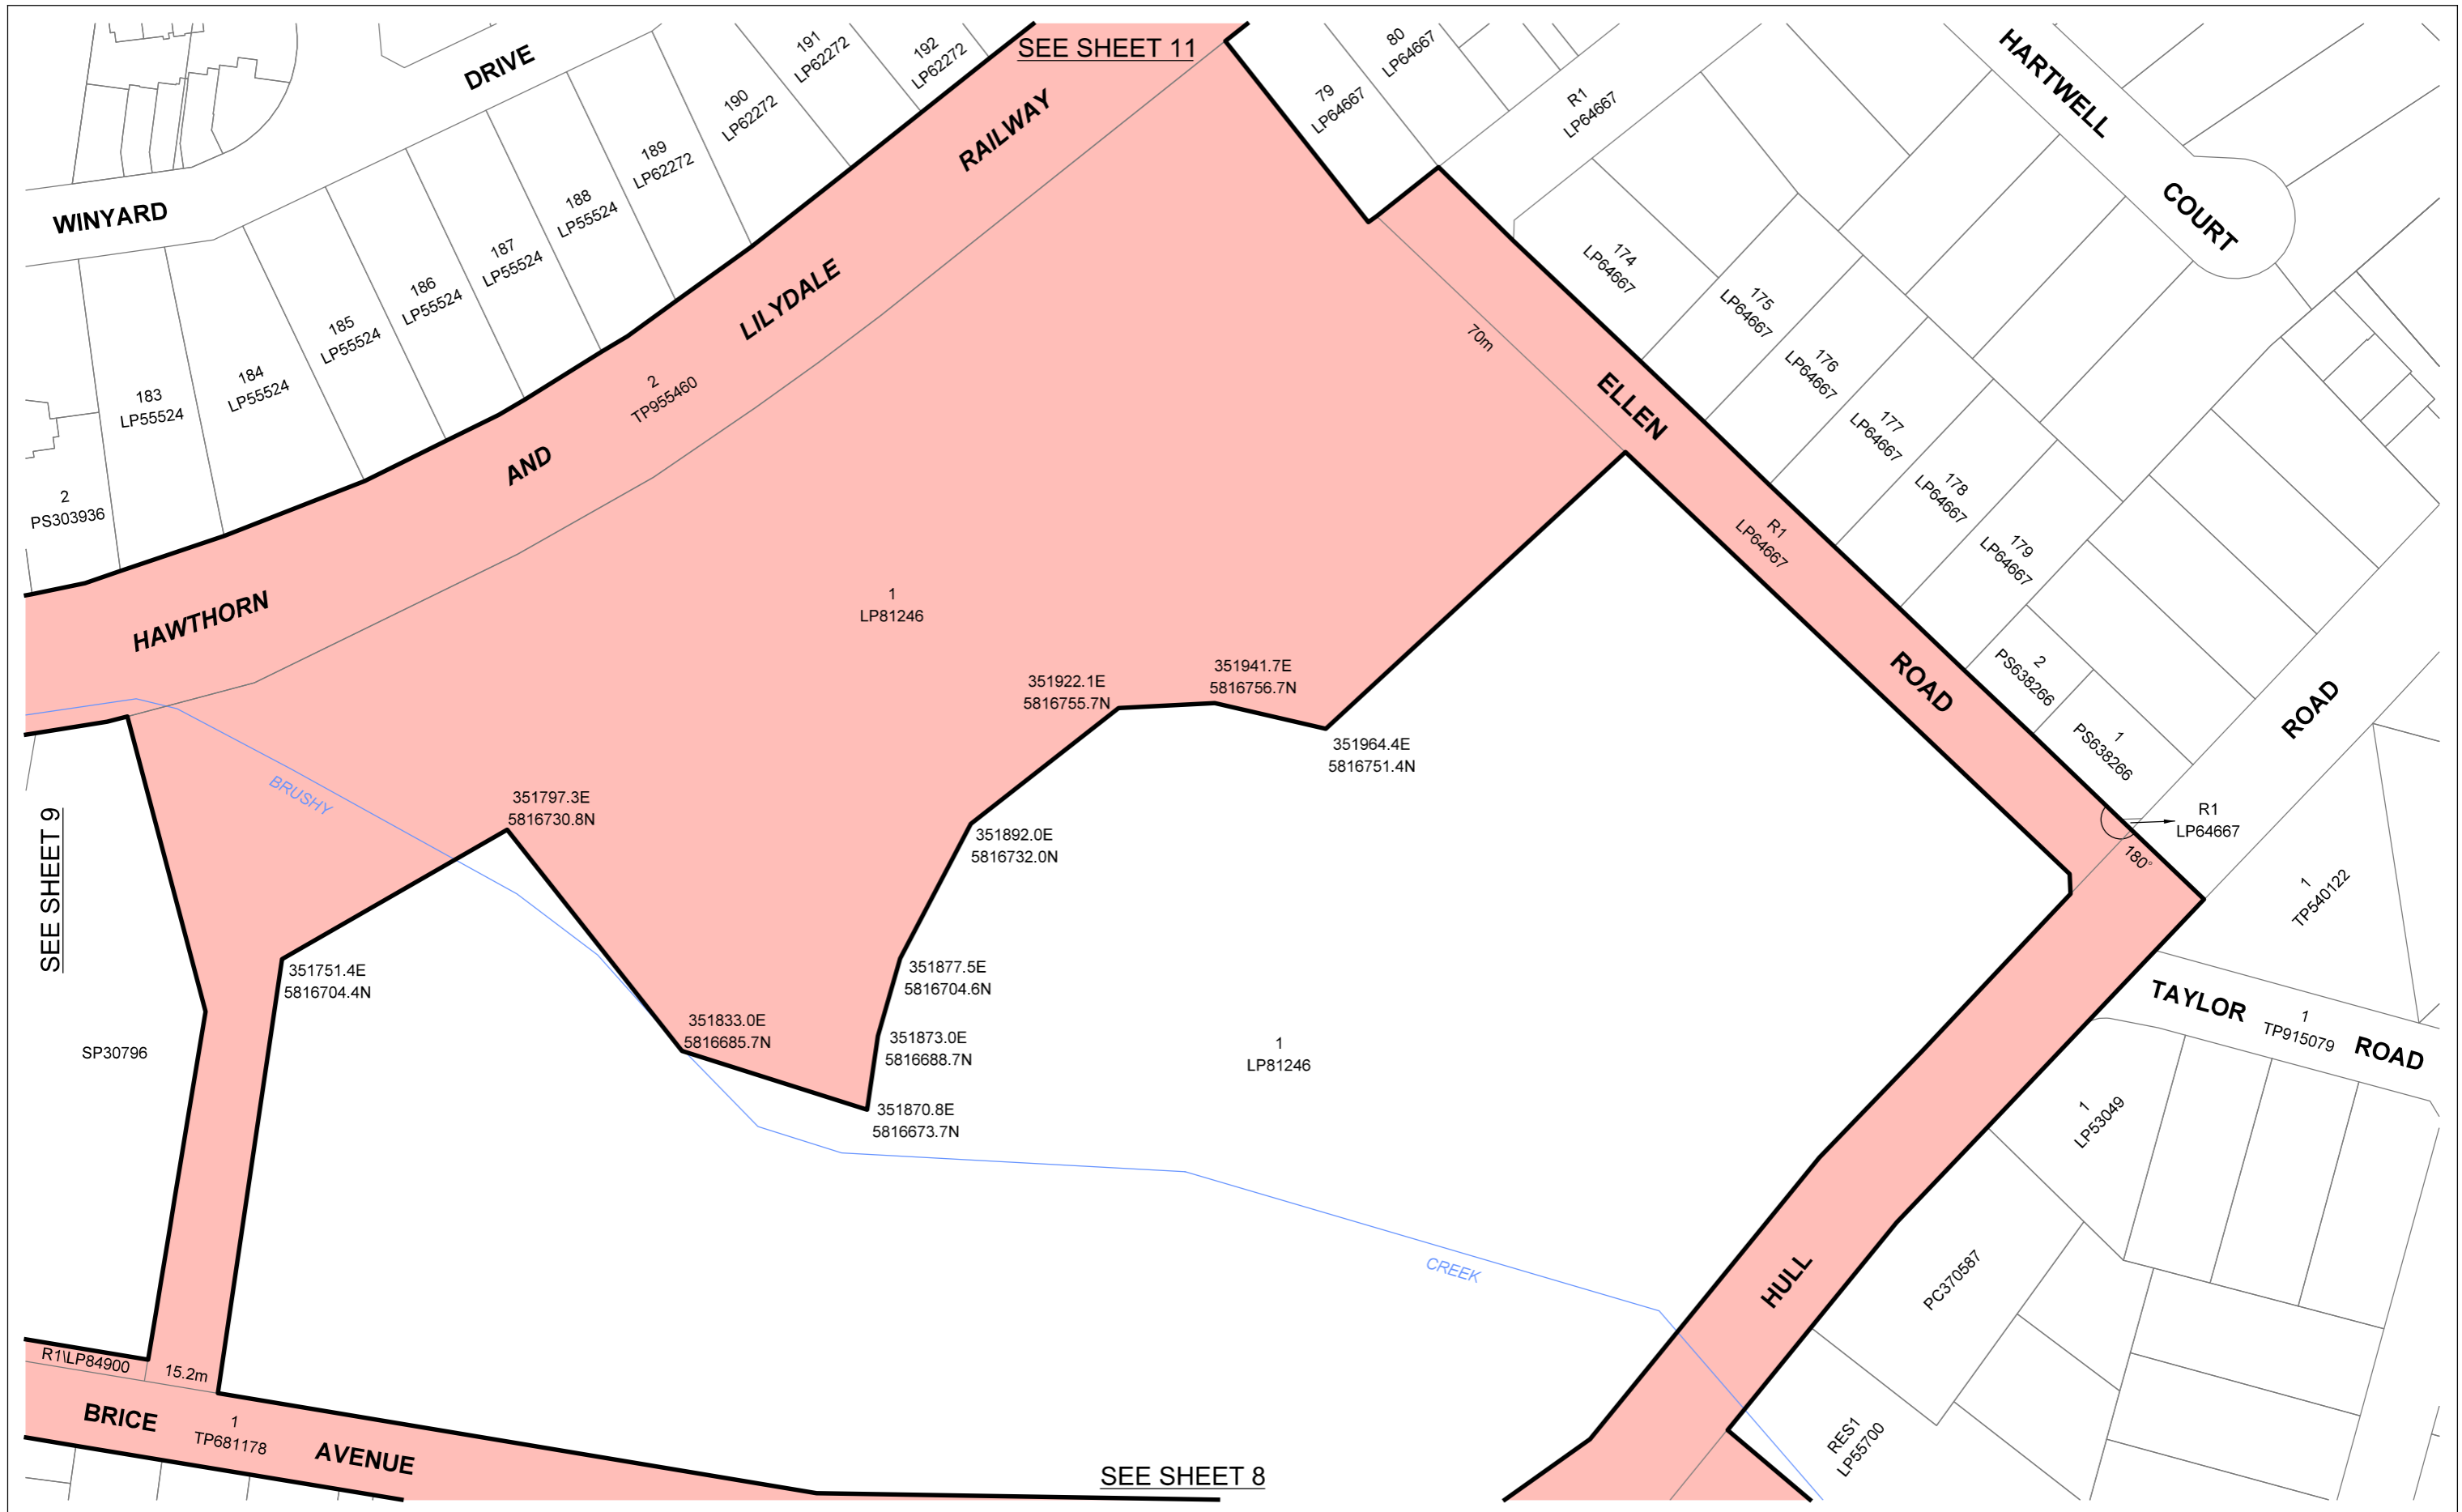 SEE SHEET 11
DRIVE
WINYARD
191
LP62272
192
LP62272
190
LP62272
189
LP62272
188
LP55524
187
LP55524
186
LP55524
185
LP55524
184
LP55524
183
LP55524
2
PS303936
80
LP64667
79
LP64667
R1
LP64667
HARTWELL
COURT
174
LP64667
175
LP64667
176
LP64667
177
LP64667
178
LP64667
179
LP64667
2
PS638266
1
PS638266
HAWTHORN
AND
LILYDALE
RAILWAY
2
TP955460
70m
ELLEN
ROAD
R1
LP64667
1
LP81246
351922.1E
5816755.7N
351941.7E
5816756.7N
351964.4E
5816751.4N
351797.3E
5816730.8N
351892.0E
5816732.0N
351751.4E
5816704.4N
351877.5E
5816704.6N
351833.0E
5816685.7N
351873.0E
5816688.7N
351870.8E
5816673.7N
BRUSHY
CREEK
SEE SHEET 9
SP30796
1
LP81246
ROAD
R1
LP64667
180°
1
TP540122
TAYLOR
1
TP915079
ROAD
1
LP53049
PC370587
HULL
RES1
LP55700
R1\LP84900
15.2m
BRICE
1
TP681178
AVENUE
SEE SHEET 8